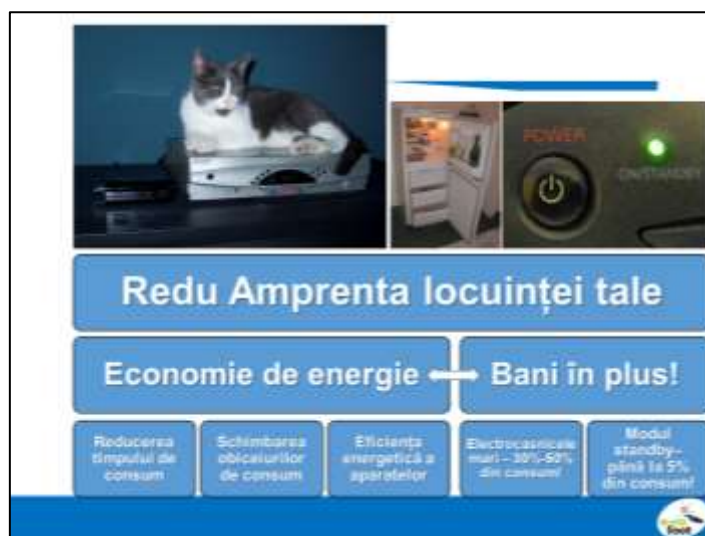 POWER
ON/STANDBY
Redu Amprenta locuinței tale
Economie de energie
Bani în plus!
Reducerea
timpului de
consum
Schimbarea
obiceiurilor
de consum
Eficiența
energetică a
aparatelor
Electrocasnicele
mari – 30%-50%
din consum!
Modul
standby–
până la 5%
din consum!
foot